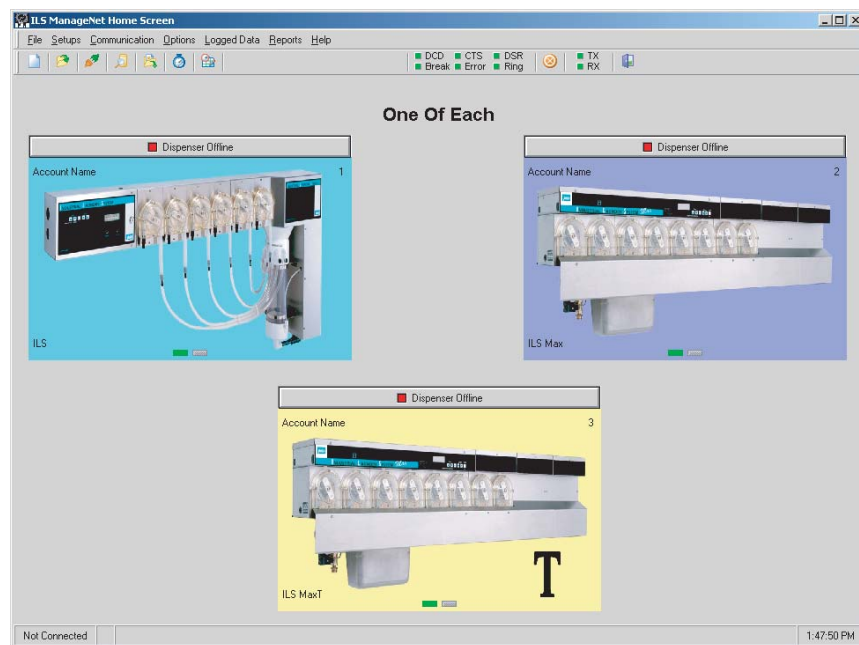 ILS ManageNet Home Screen
File Setups Communication Options Logged Data Reports Help
DCD CTS DSR TX
Break Error Ring RX
One Of Each
Dispenser Offline
Account Name 1
ILS
Dispenser Offline
Account Name 2
ILS Max
Dispenser Offline
Account Name 3
T
ILS MaxT
Not Connected 1:47:50 PM